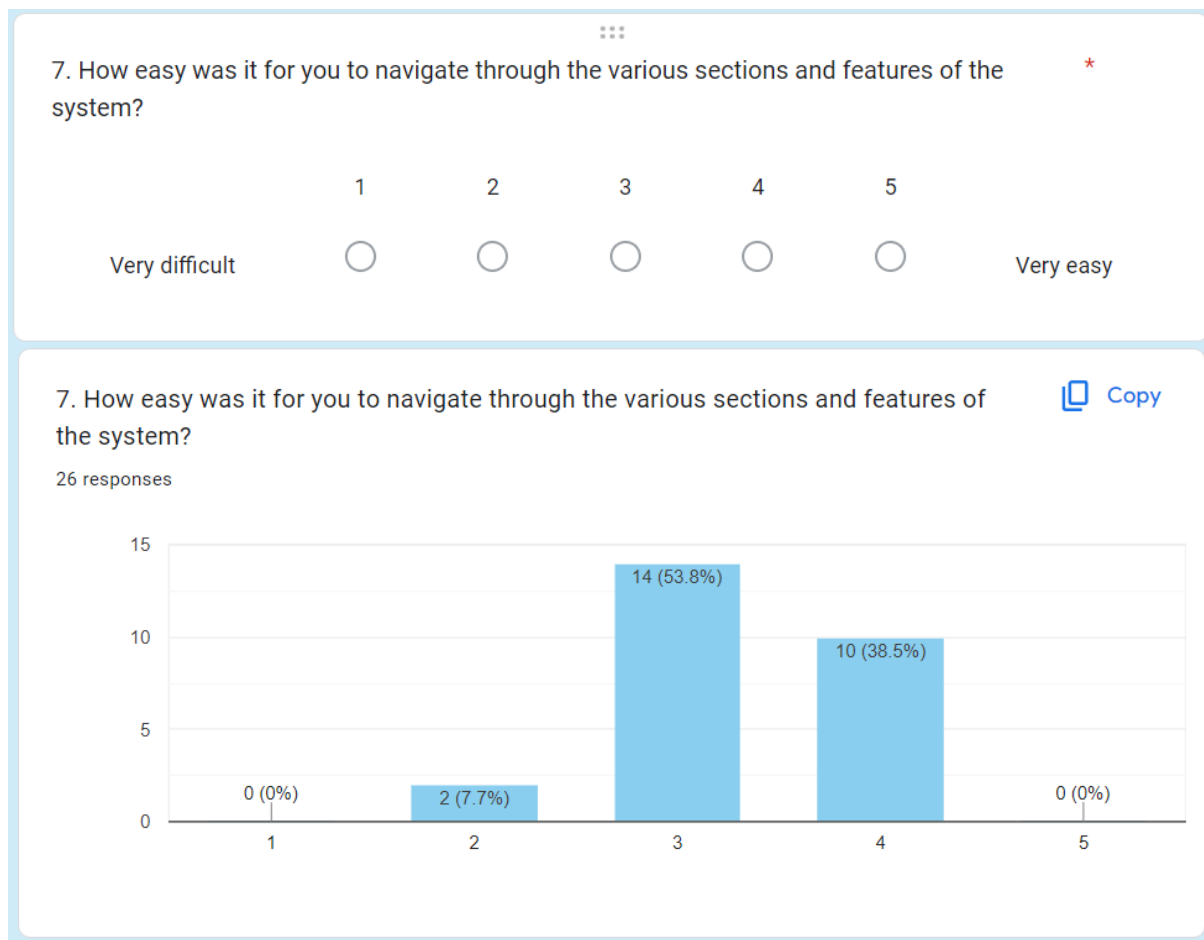 7. How easy was it for you to navigate through the various sections and features of the *
system?
1 2 3 4 5
Very difficult Very easy
7. How easy was it for you to navigate through the various sections and features of
the system?
Copy
26 responses
15
14 (53.8%)
10
10 (38.5%)
5
0 (0%)
2 (7.7%)
0 (0%)
0
1 2 3 4 5